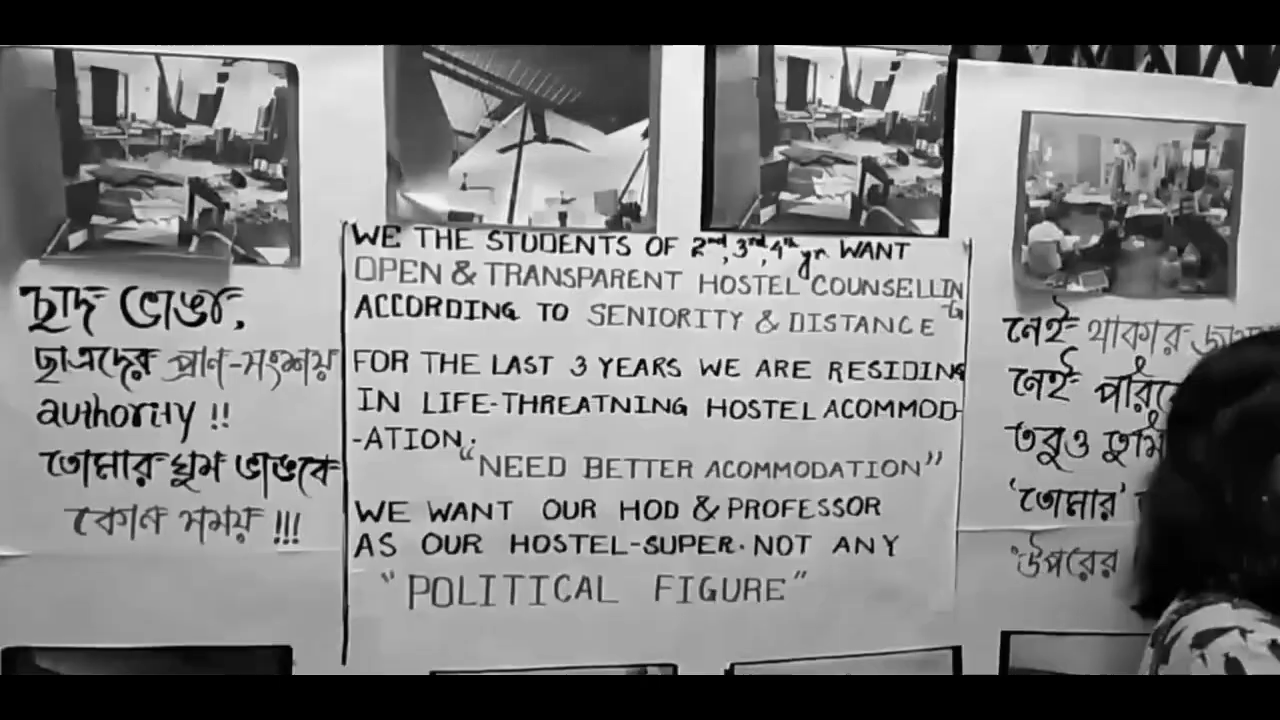 ছাদ ভাঙা,
ছাত্রদের প্রাণ-সংশয়
authority !!
তোমার ঘুম ভাঙবে
কোন সময় !!!
WE THE STUDENTS OF 2nd, 3rd, 4th yr. WANT
OPEN & TRANSPARENT HOSTEL COUNSELLING
ACCORDING TO SENIORITY & DISTANCE
FOR THE LAST 3 YEARS WE ARE RESIDING
IN LIFE-THREATNING HOSTEL ACOMMOD-
-ATION.
"NEED BETTER ACOMMODATION"
WE WANT OUR HOD & PROFESSOR
AS OUR HOSTEL-SUPER. NOT ANY
"POLITICAL FIGURE"
নেই থাকার
নেই
তবুও তুমি
'তোমার'
'উপরের